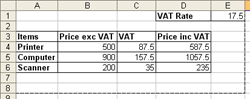 A B C D E
1 VAT Rate 17.5
2
3 Items Price exc VAT VAT Price inc VAT
4 Printer 500 87.5 587.5
5 Computer 900 157.5 1057.5
6 Scanner 200 35 235
7
8